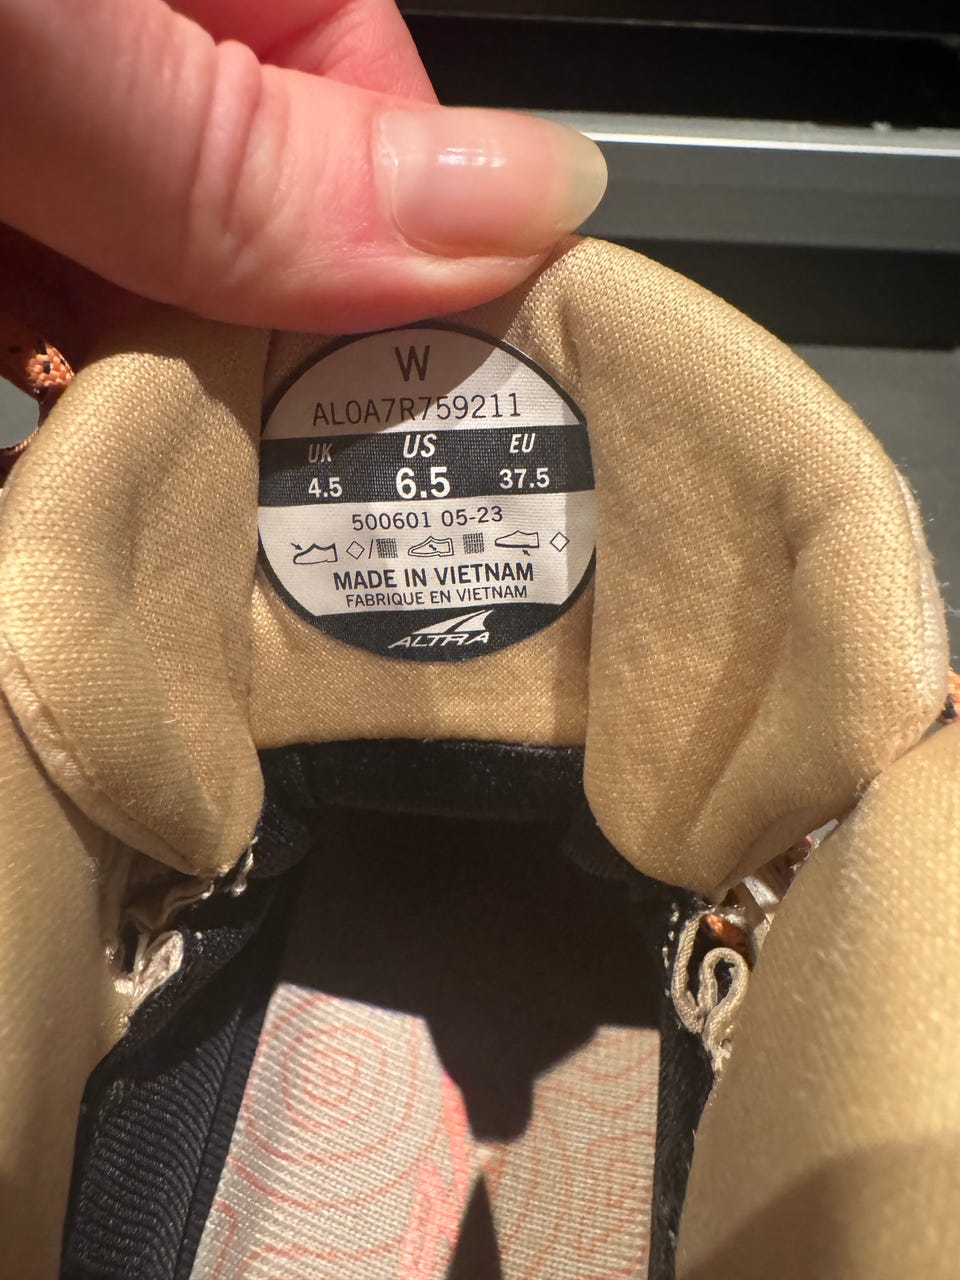 W
AL0A7R759211
UK US EU
4.5 6.5 37.5
500601 05-23
MADE IN VIETNAM
FABRIQUE EN VIETNAM
ALTRA